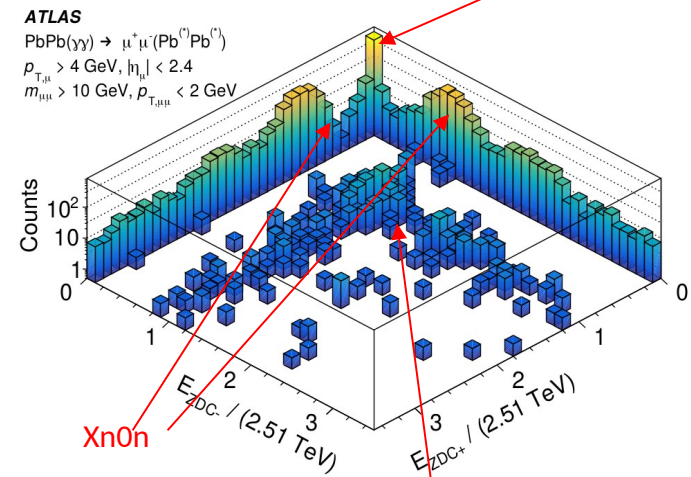 ATLAS
PbPb(γγ) → μ⁺μ⁻(Pb⁽*⁾Pb⁽*⁾)
p_T,μ > 4 GeV, |η_μ| < 2.4
m_μμ > 10 GeV, p_T,μμ < 2 GeV
Counts
10²
10
1
0
1
2
3
E_ZDC- / (2.51 TeV)
0
1
2
3
E_ZDC+ / (2.51 TeV)
Xn0n